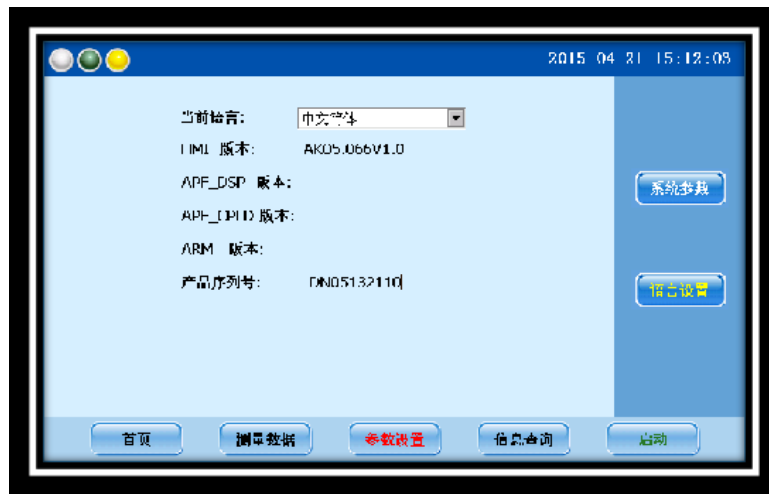 2015 04 21 15:12:03
当前语言: 中文简体
HMI 版本: AK05.066V1.0
APF_DSP 版本:
APF_CPLD 版本:
ARM 版本:
产品序列号: DN05132110
系统参数
语言设置
首页 测量数据 参数设置 信息查询 启动